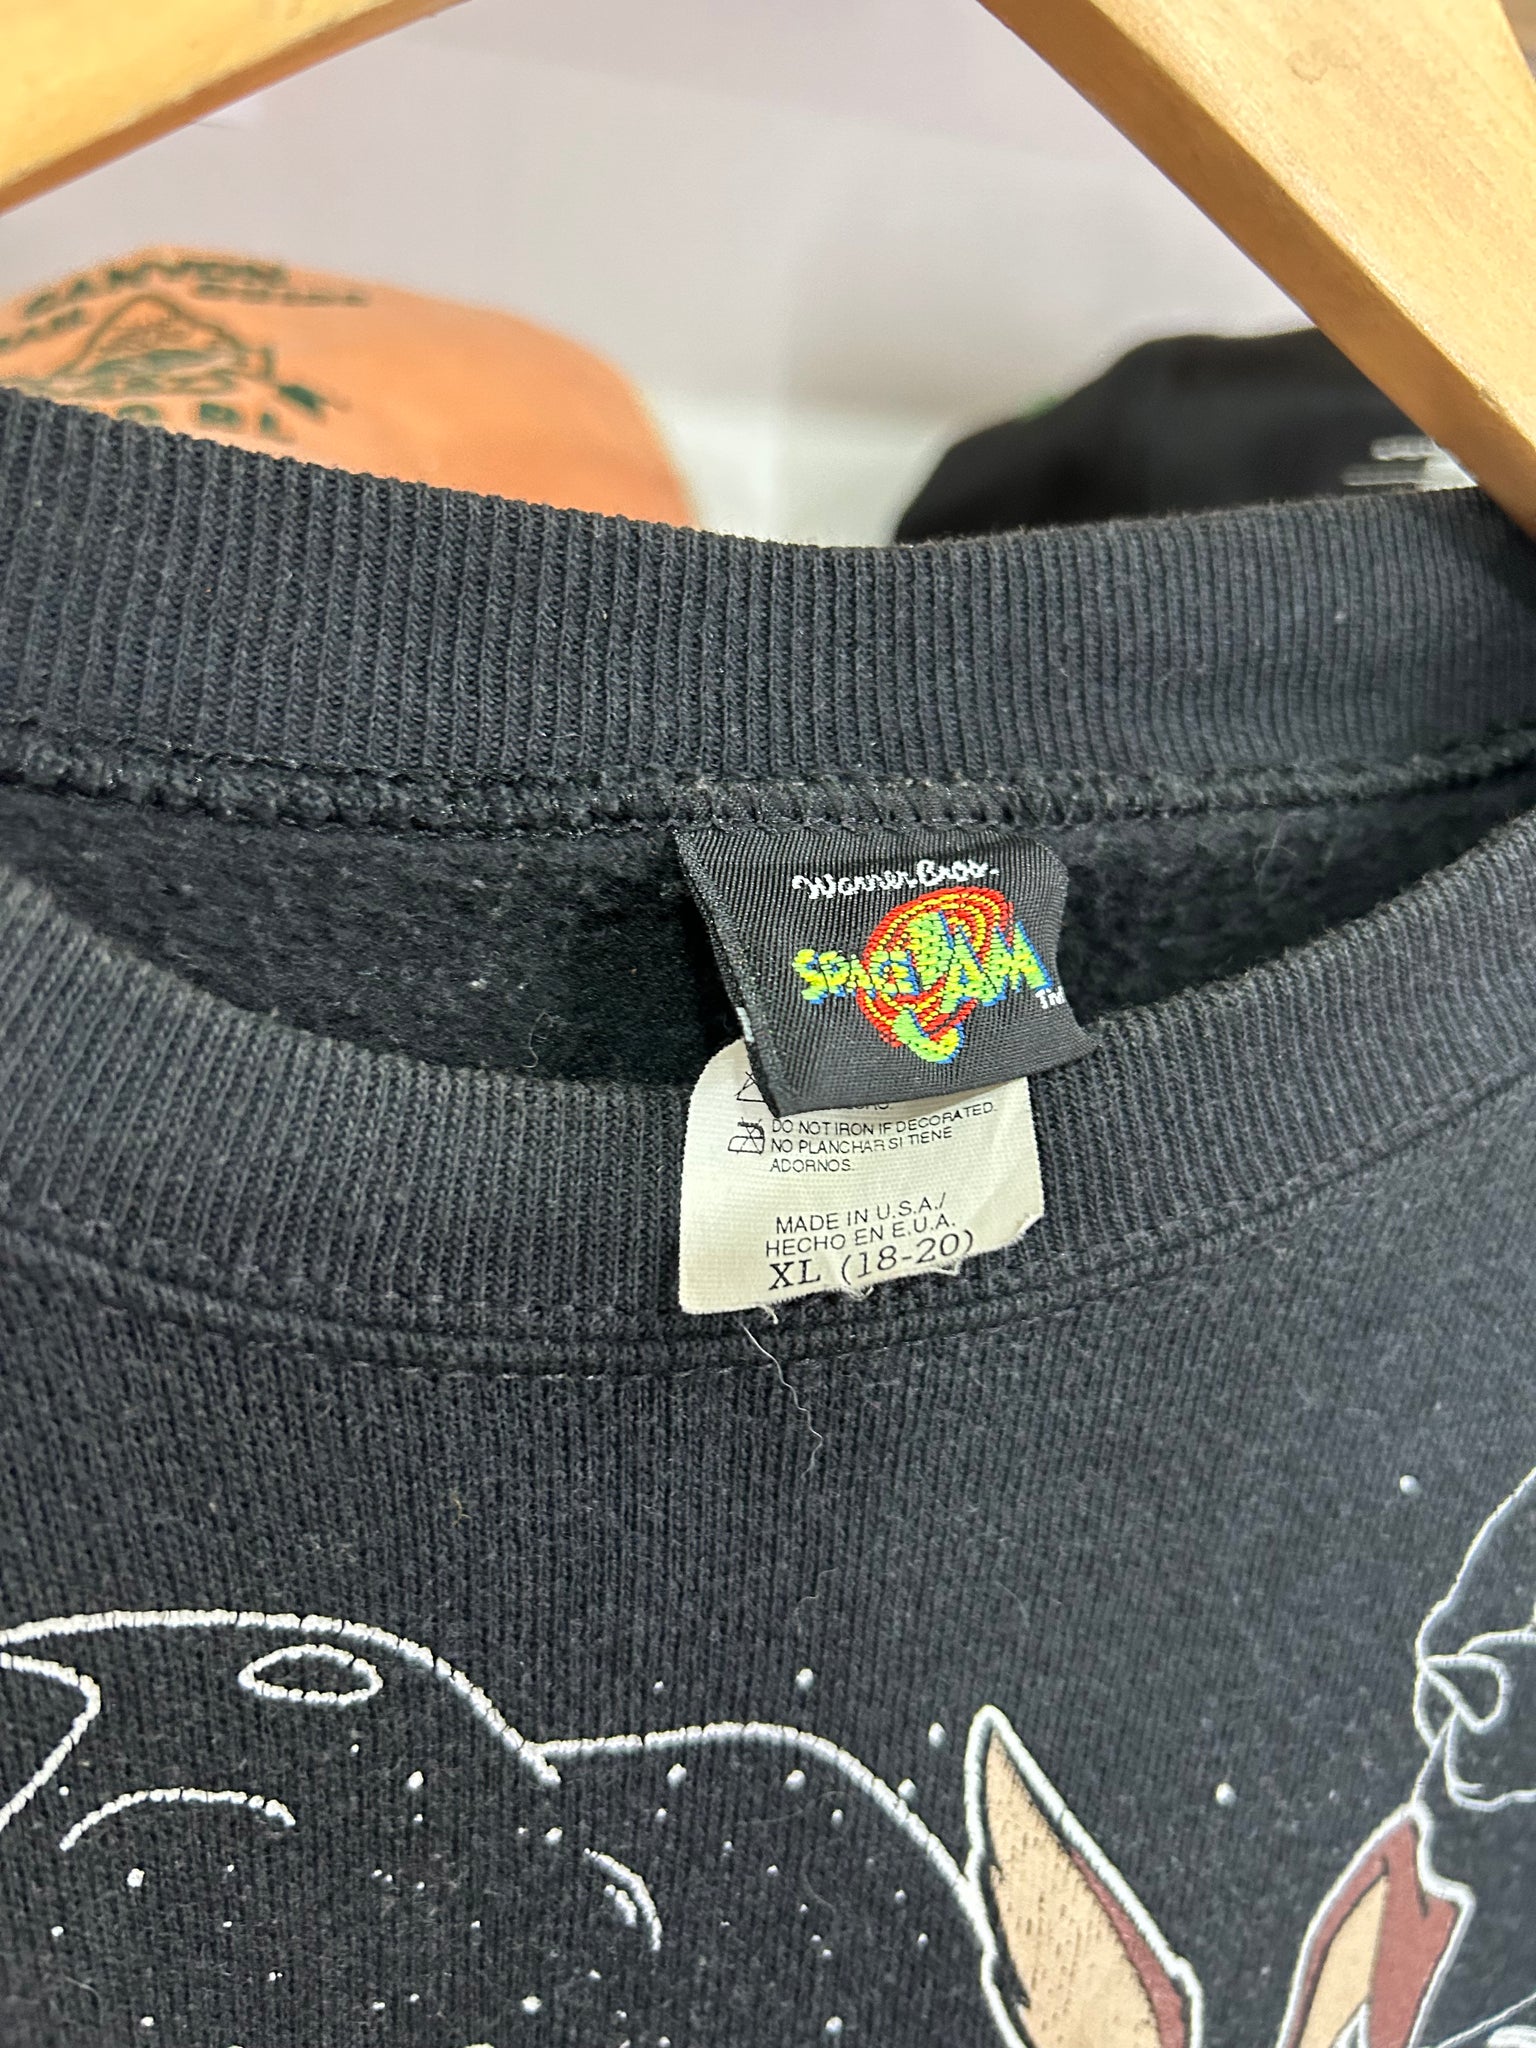 CANYON
Warner Bros.
SPACE JAM
DO NOT IRON IF DECORATED.
NO PLANCHAR SI TIENE
ADORNOS.
MADE IN U.S.A./
HECHO EN E.U.A.
XL (18-20)